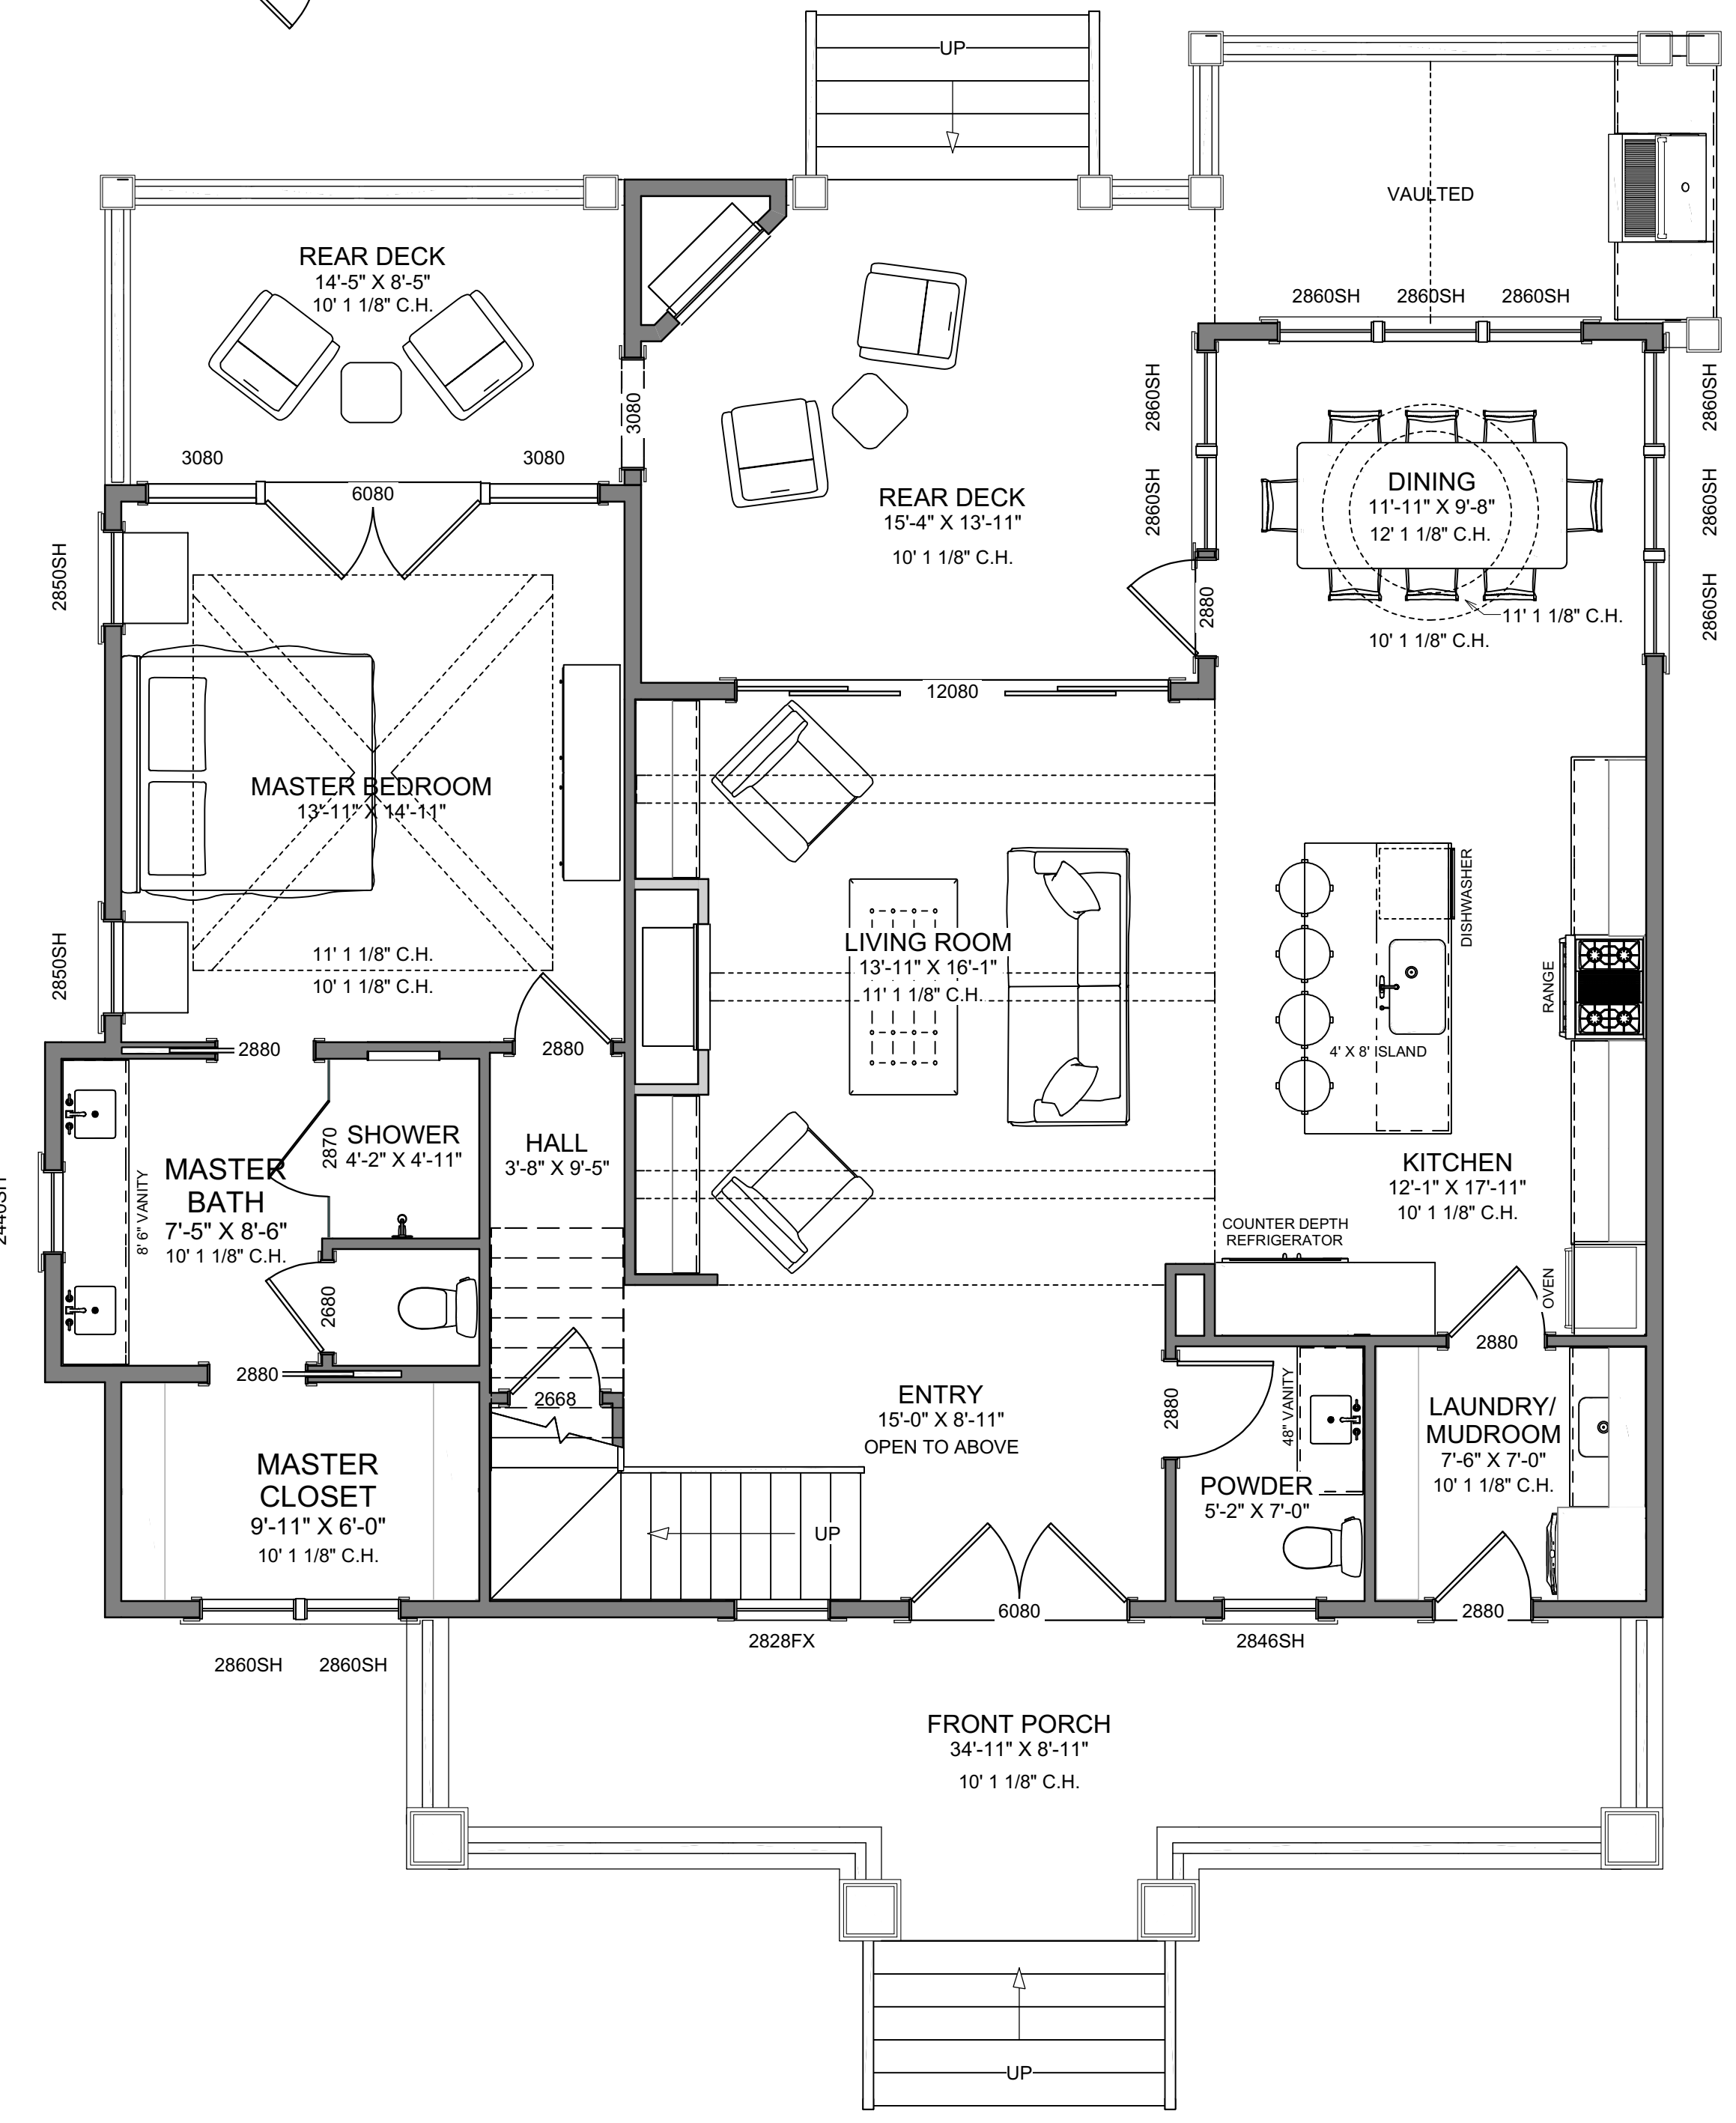 UP
VAULTED
REAR DECK
14'-5" X 8'-5"
10' 1 1/8" C.H.
2860SH
2860SH
2860SH
3080
3080
6080
3080
2860SH
2860SH
2860SH
2860SH
2860SH
REAR DECK
15'-4" X 13'-11"
10' 1 1/8" C.H.
DINING
11'-11" X 9'-8"
12' 1 1/8" C.H.
11' 1 1/8" C.H.
10' 1 1/8" C.H.
2880
2850SH
12080
MASTER BEDROOM
13'-11" X 14'-11"
11' 1 1/8" C.H.
10' 1 1/8" C.H.
2850SH
LIVING ROOM
13'-11" X 16'-1"
11' 1 1/8" C.H.
DISHWASHER
RANGE
4' X 8' ISLAND
2880
2880
SHOWER
4'-2" X 4'-11"
2870
HALL
3'-8" X 9'-5"
MASTER
BATH
7'-5" X 8'-6"
10' 1 1/8" C.H.
8' 6" VANITY
2440SH
KITCHEN
12'-1" X 17'-11"
10' 1 1/8" C.H.
COUNTER DEPTH
REFRIGERATOR
OVEN
2680
2880
2880
2668
ENTRY
15'-0" X 8'-11"
OPEN TO ABOVE
2880
48" VANITY
LAUNDRY/
MUDROOM
7'-6" X 7'-0"
10' 1 1/8" C.H.
MASTER
CLOSET
9'-11" X 6'-0"
10' 1 1/8" C.H.
POWDER
5'-2" X 7'-0"
UP
6080
2880
2828FX
2846SH
2860SH
2860SH
FRONT PORCH
34'-11" X 8'-11"
10' 1 1/8" C.H.
UP